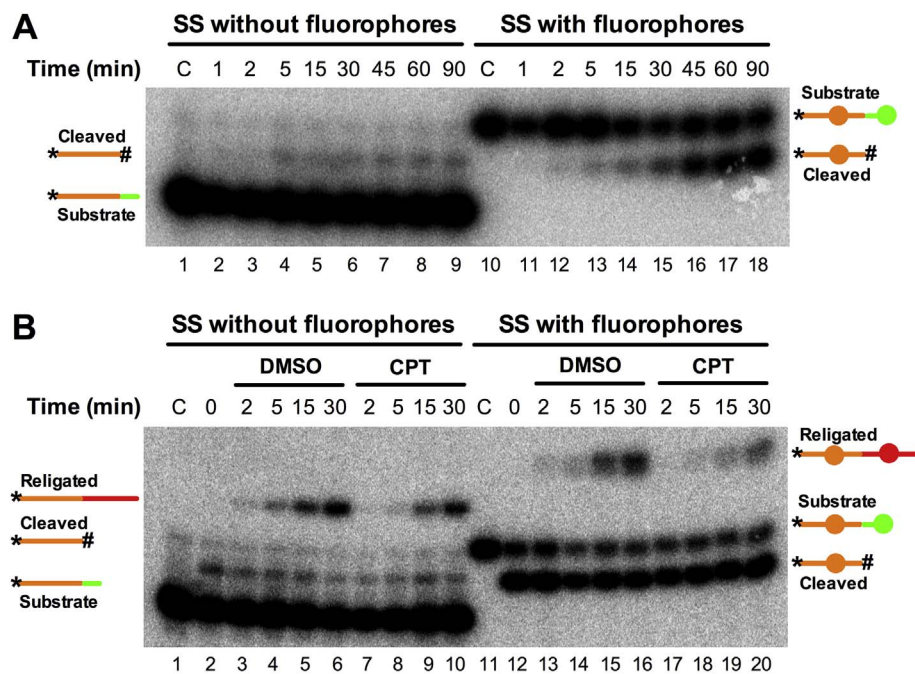 A
SS without fluorophores SS with fluorophores
Time (min) C 1 2 5 15 30 45 60 90 C 1 2 5 15 30 45 60 90
Cleaved
* #
*
Substrate
Substrate
*
* #
Cleaved
1 2 3 4 5 6 7 8 9 10 11 12 13 14 15 16 17 18
B
SS without fluorophores SS with fluorophores
DMSO CPT DMSO CPT
Time (min) C 0 2 5 15 30 2 5 15 30 C 0 2 5 15 30 2 5 15 30
Religated
*
Cleaved
* #
*
Substrate
Religated
*
Substrate
*
* #
Cleaved
1 2 3 4 5 6 7 8 9 10 11 12 13 14 15 16 17 18 19 20